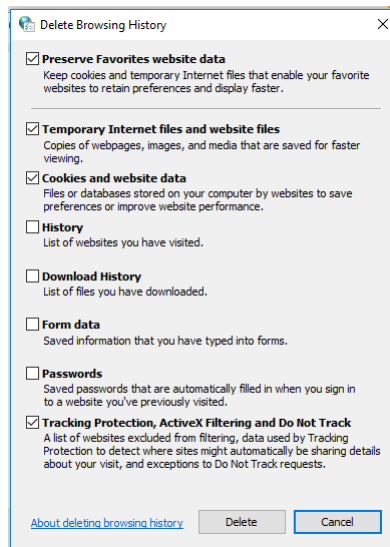 Delete Browsing History
Preserve Favorites website data
Keep cookies and temporary Internet files that enable your favorite
websites to retain preferences and display faster.
Temporary Internet files and website files
Copies of webpages, images, and media that are saved for faster
viewing.
Cookies and website data
Files or databases stored on your computer by websites to save
preferences or improve website performance.
History
List of websites you have visited.
Download History
List of files you have downloaded.
Form data
Saved information that you have typed into forms.
Passwords
Saved passwords that are automatically filled in when you sign in
to a website you've previously visited.
Tracking Protection, ActiveX Filtering and Do Not Track
A list of websites excluded from filtering, data used by Tracking
Protection to detect where sites might automatically be sharing details
about your visit, and exceptions to Do Not Track requests.
About deleting browsing history Delete Cancel